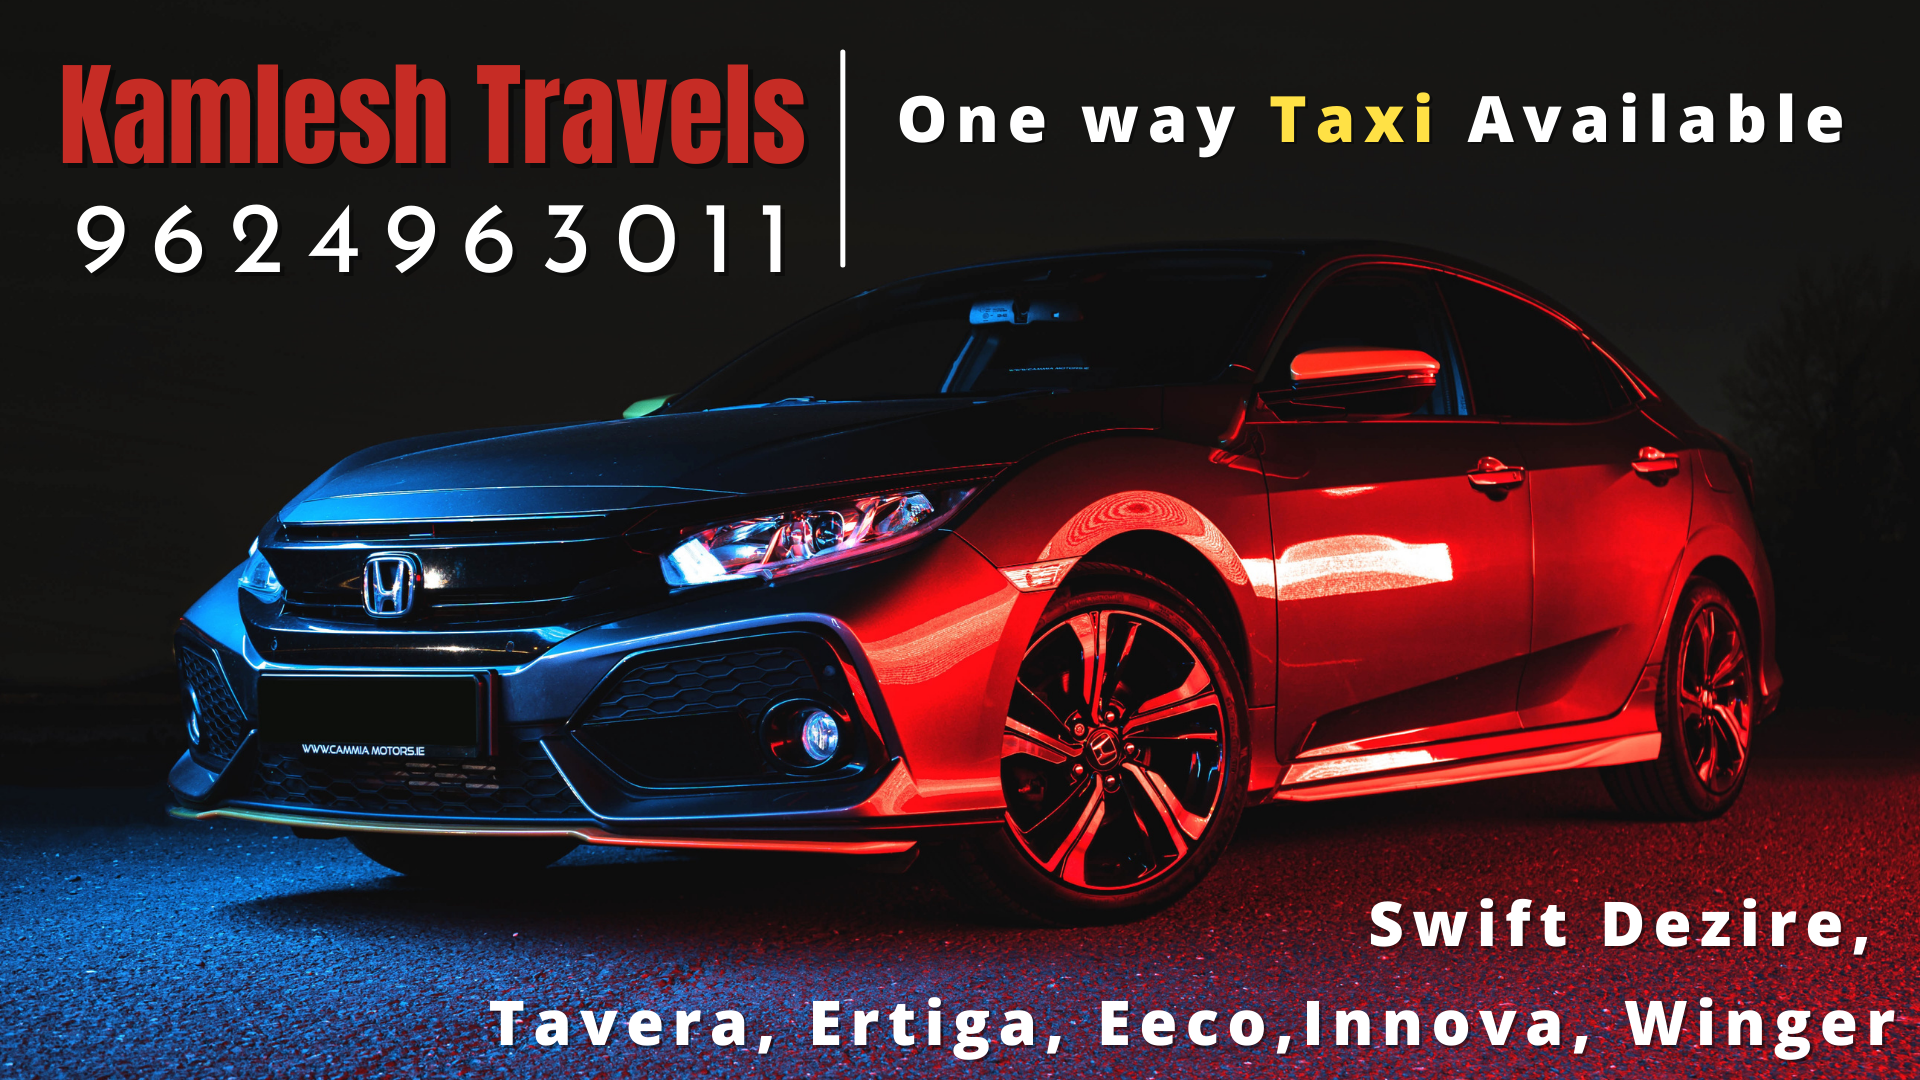 Kamlesh Travels
9624963011
One way Taxi Available
WWW.CAMMIA MOTORS.IE
Swift Dezire,
Tavera, Ertiga, Eeco,Innova, Winger